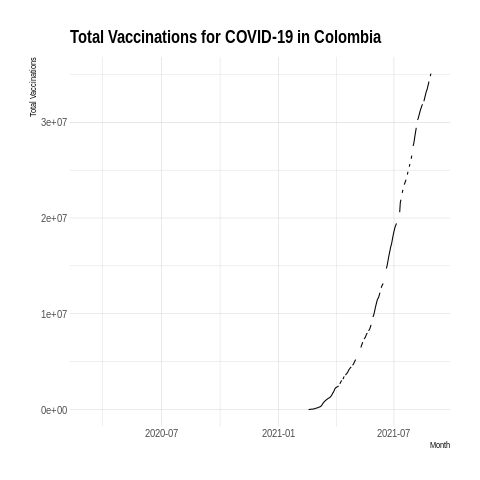 Total Vaccinations for COVID-19 in Colombia
Total Vaccinations
3e+07
2e+07
1e+07
0e+00
2020-07
2021-01
2021-07
Month